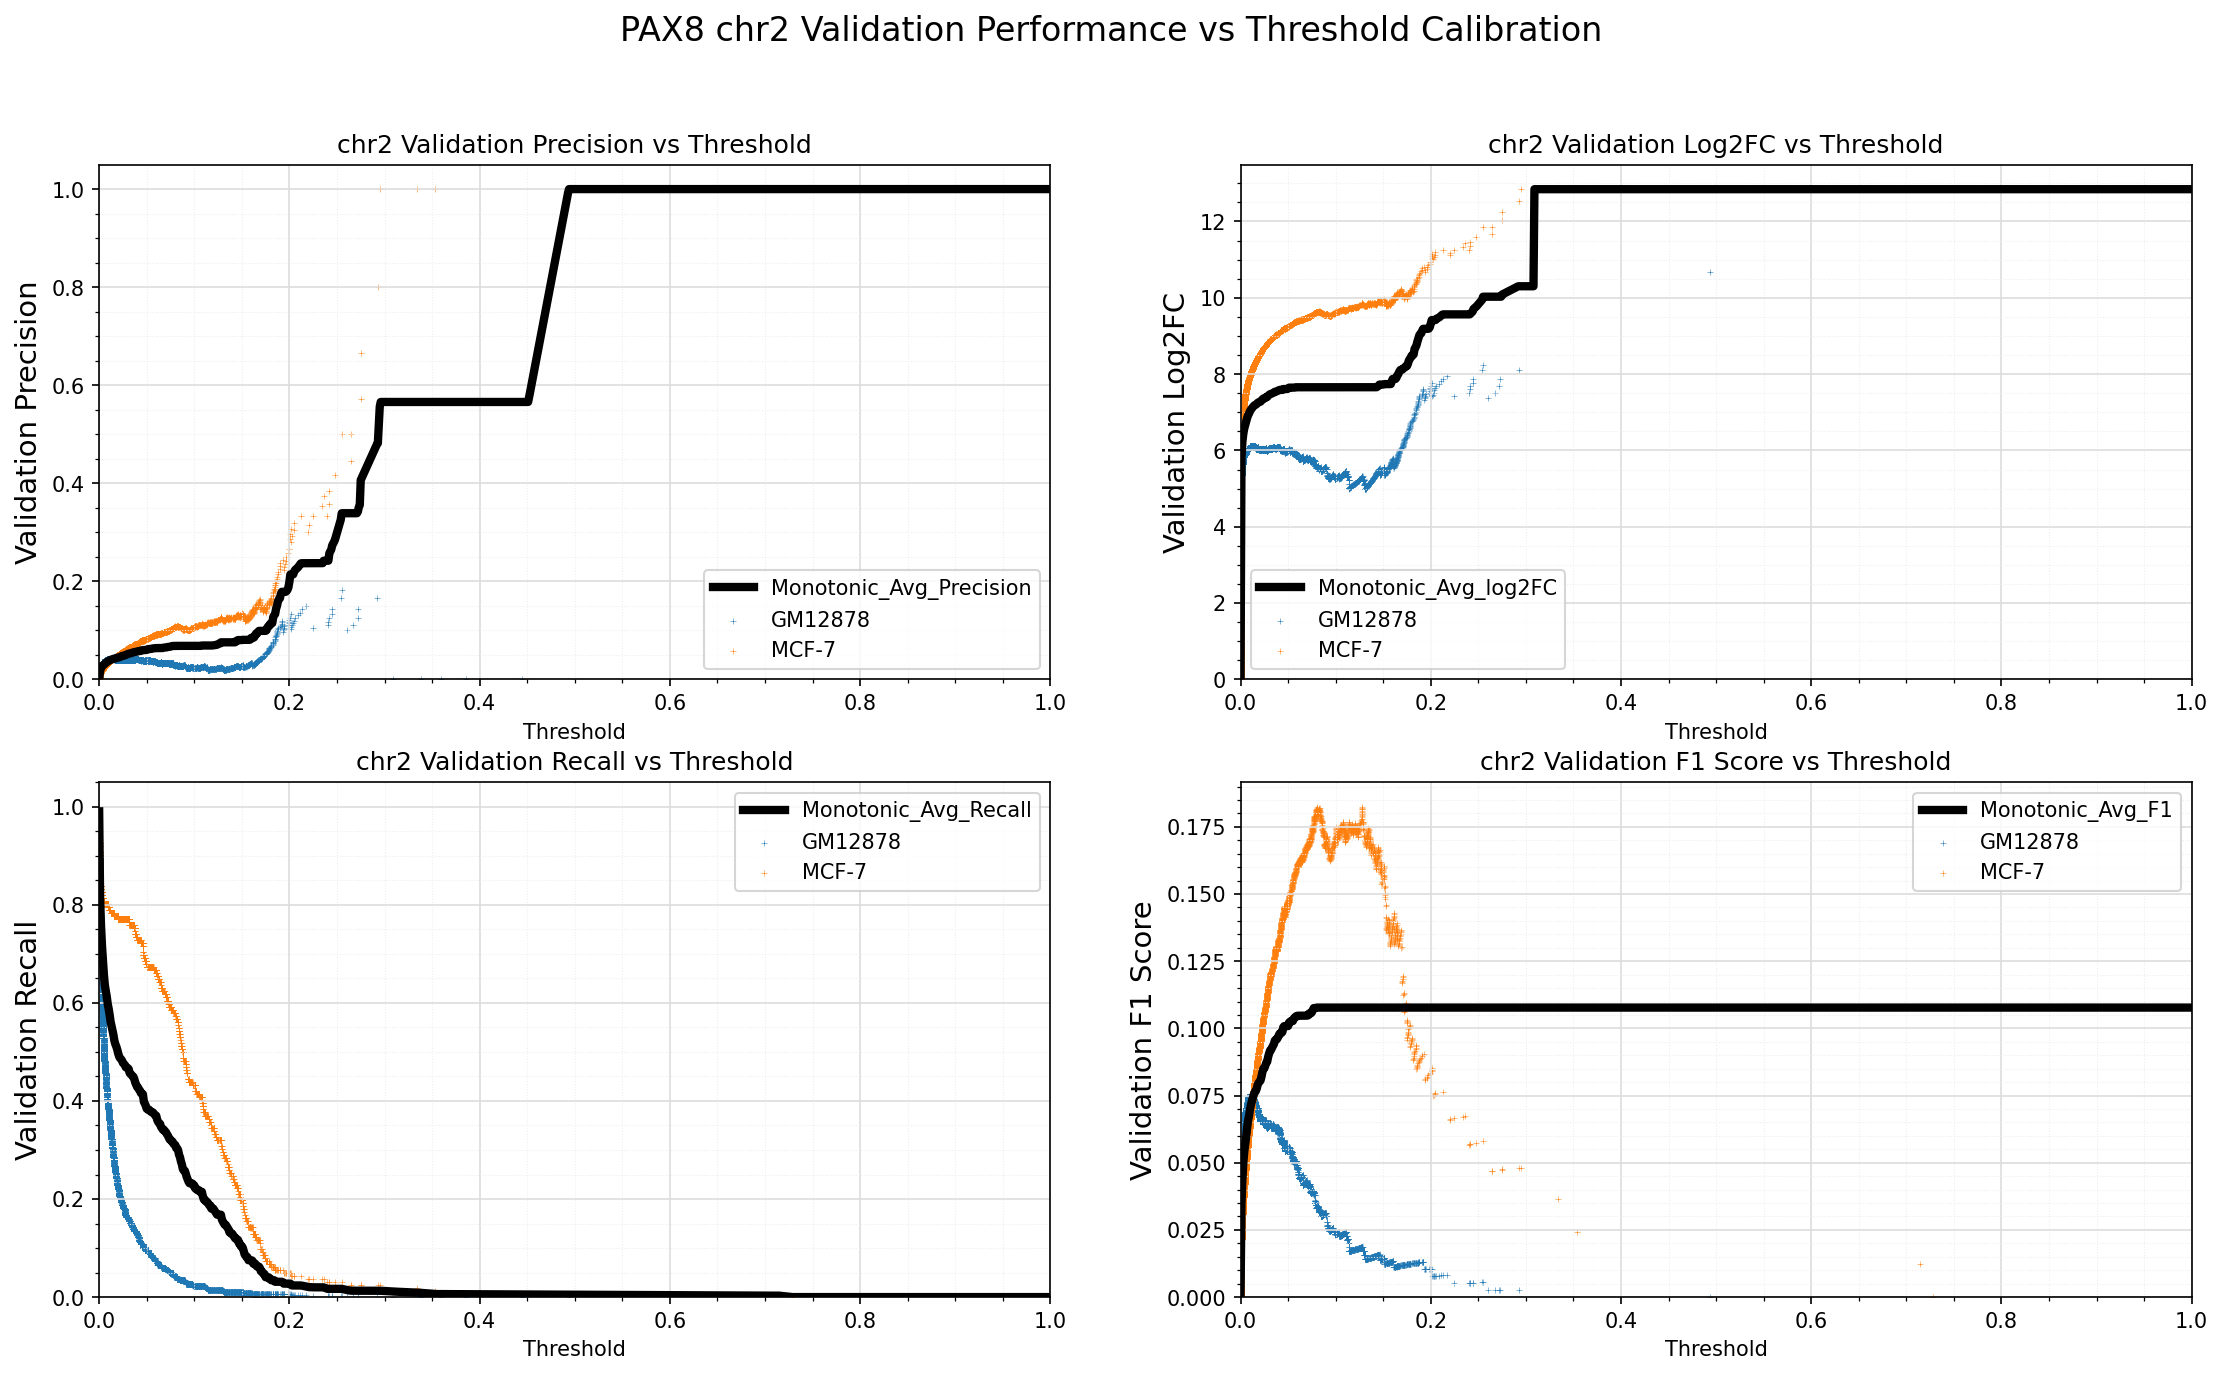 PAX8 chr2 Validation Performance vs Threshold Calibration
chr2 Validation Precision vs Threshold
Validation Precision
1.0
0.8
0.6
0.4
0.2
0.0
0.0 0.2 0.4 0.6 0.8 1.0
Threshold
Monotonic_Avg_Precision
GM12878
MCF-7
chr2 Validation Log2FC vs Threshold
Validation Log2FC
12
10
8
6
4
2
0
0.0 0.2 0.4 0.6 0.8 1.0
Threshold
Monotonic_Avg_log2FC
GM12878
MCF-7
chr2 Validation Recall vs Threshold
Validation Recall
1.0
0.8
0.6
0.4
0.2
0.0
0.0 0.2 0.4 0.6 0.8 1.0
Threshold
Monotonic_Avg_Recall
GM12878
MCF-7
chr2 Validation F1 Score vs Threshold
Validation F1 Score
0.175
0.150
0.125
0.100
0.075
0.050
0.025
0.000
0.0 0.2 0.4 0.6 0.8 1.0
Threshold
Monotonic_Avg_F1
GM12878
MCF-7